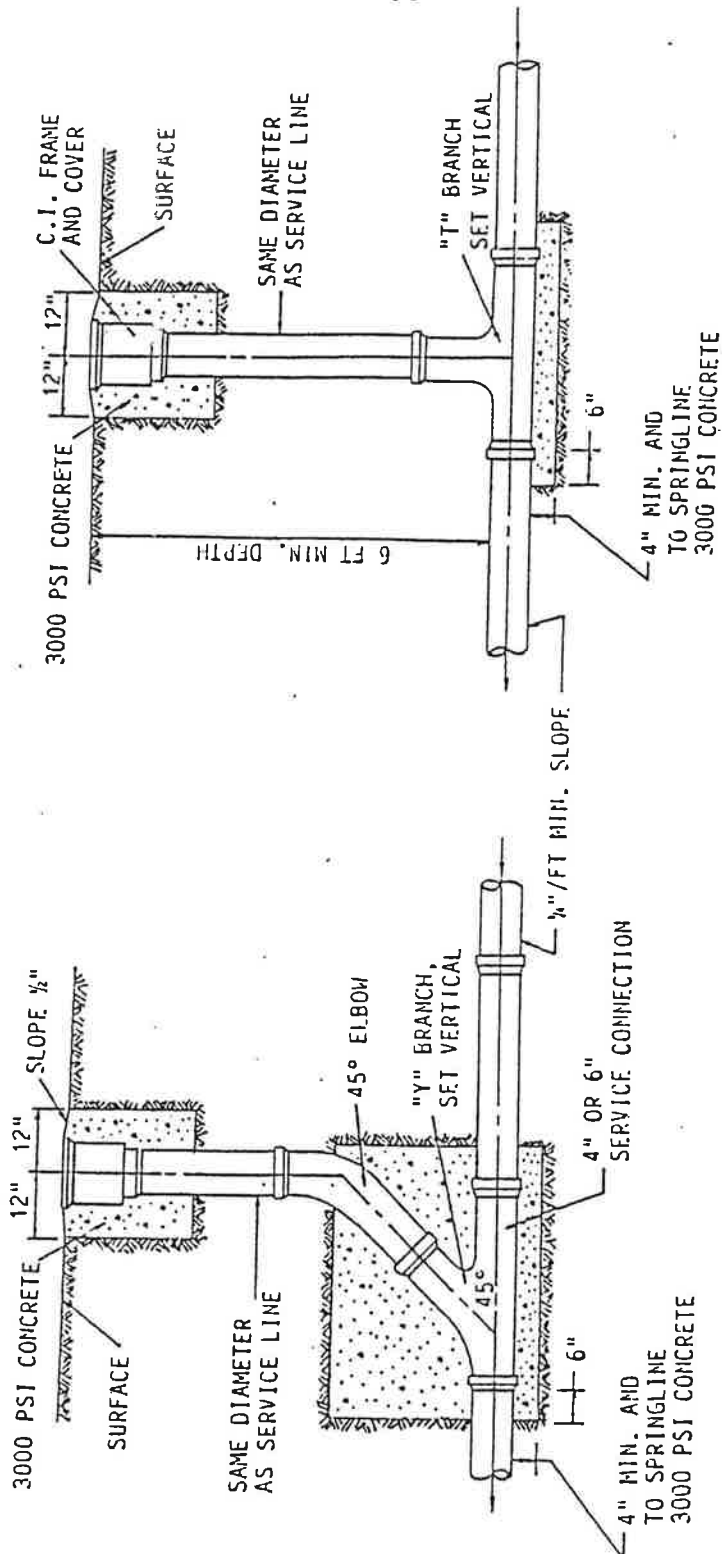 3000 PSI CONCRETE
12"
12"
SLOPE ½"
SURFACE
SAME DIAMETER
AS SERVICE LINE
45° ELBOW
"Y" BRANCH,
SET VERTICAL
45°
6"
4" MIN. AND
TO SPRINGLINE
3000 PSI CONCRETE
4" OR 6"
SERVICE CONNECTION
¼"/FT MIN. SLOPE
3000 PSI CONCRETE
12"
12"
C.I. FRAME
AND COVER
SURFACE
SAME DIAMETER
AS SERVICE LINE
6 FT MIN. DEPTH
"T" BRANCH
SET VERTICAL
6"
4" MIN. AND
TO SPRINGLINE
3000 PSI CONCRETE